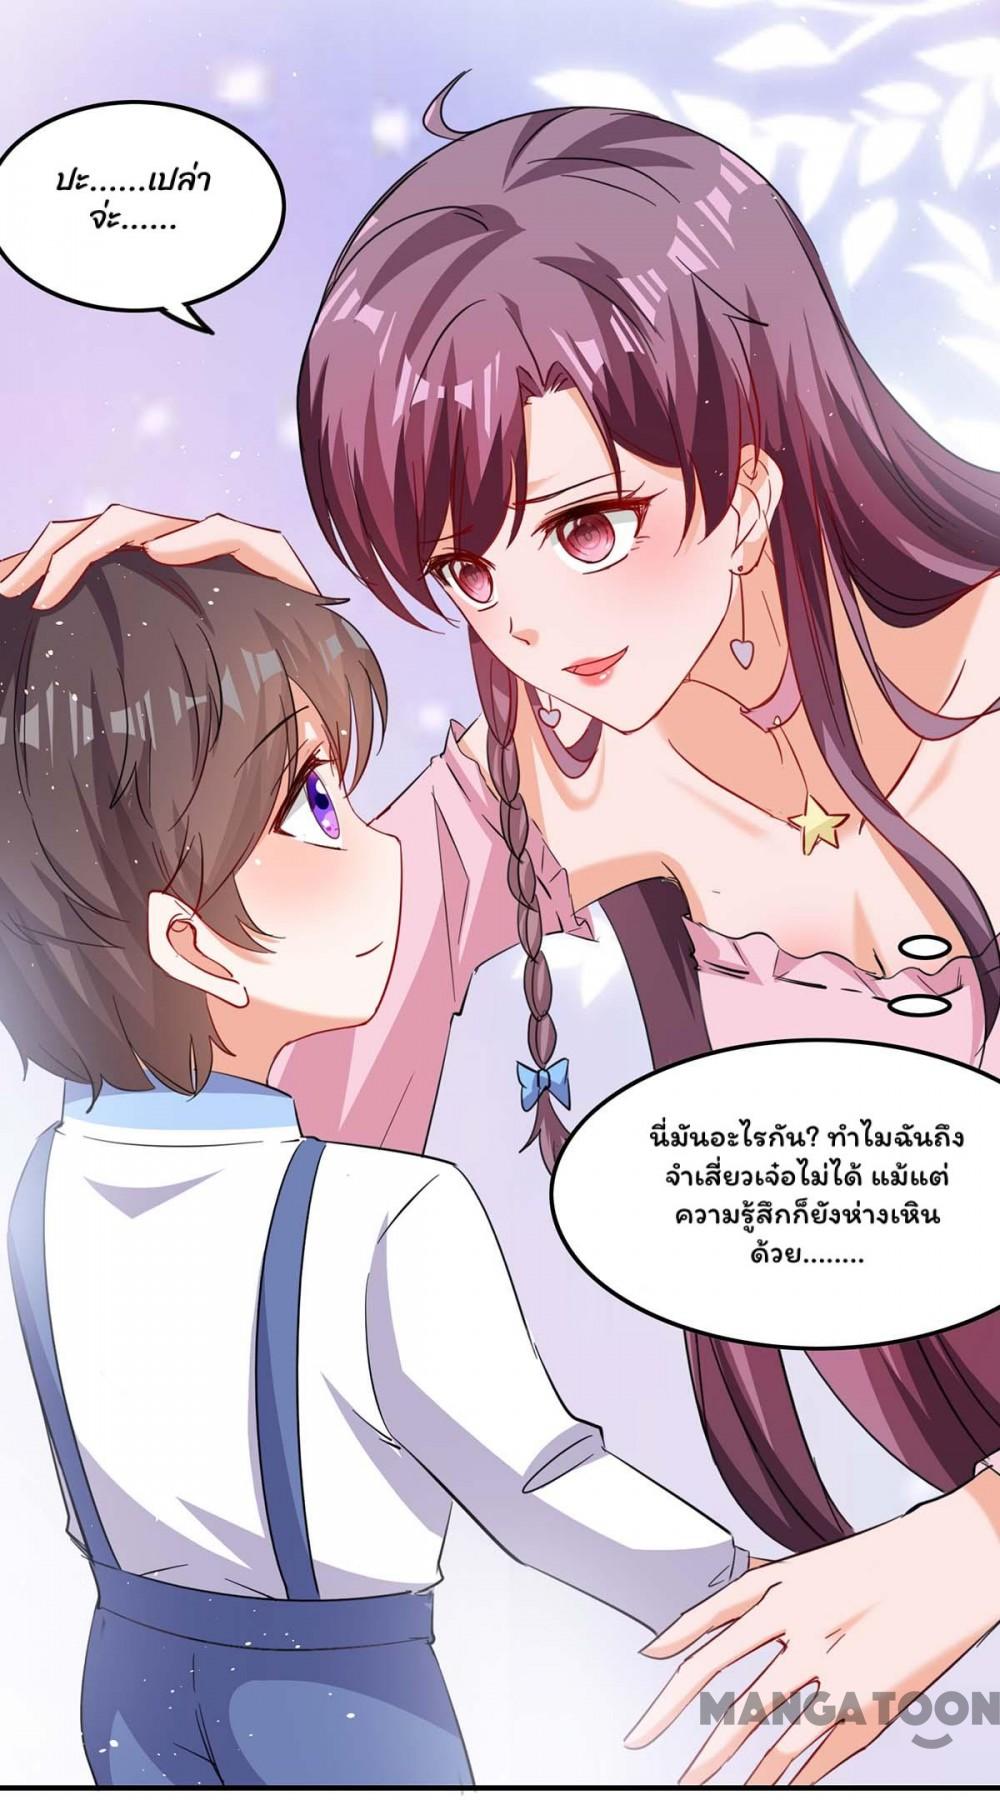 ปะ......เปล่า
จ่ะ......
นี่มันอะไรกัน? ทำไมฉันถึง
จำเสี่ยวเจ๋อไม่ได้ แม้แต่
ความรู้สึกก็ยังห่างเหิน
ด้วย........
MANGATOON